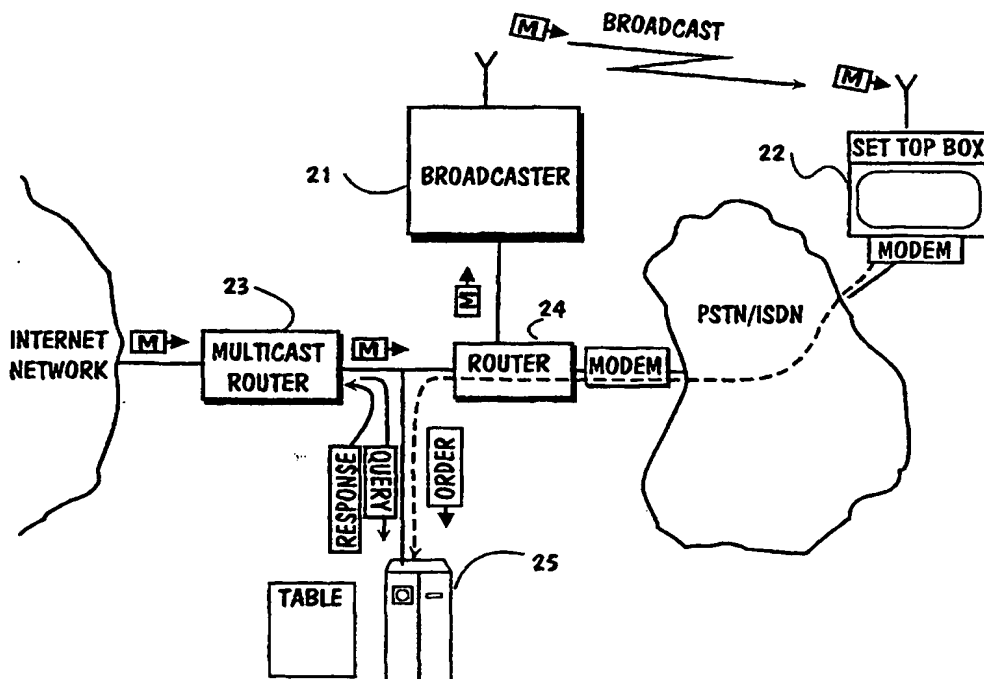 M
BROADCAST
M
SET TOP BOX
22
21
BROADCASTER
MODEM
M
23
24
PSTN/ISDN
INTERNET
NETWORK
M
MULTICAST
ROUTER
M
ROUTER
MODEM
RESPONSE
QUERY
ORDER
25
TABLE